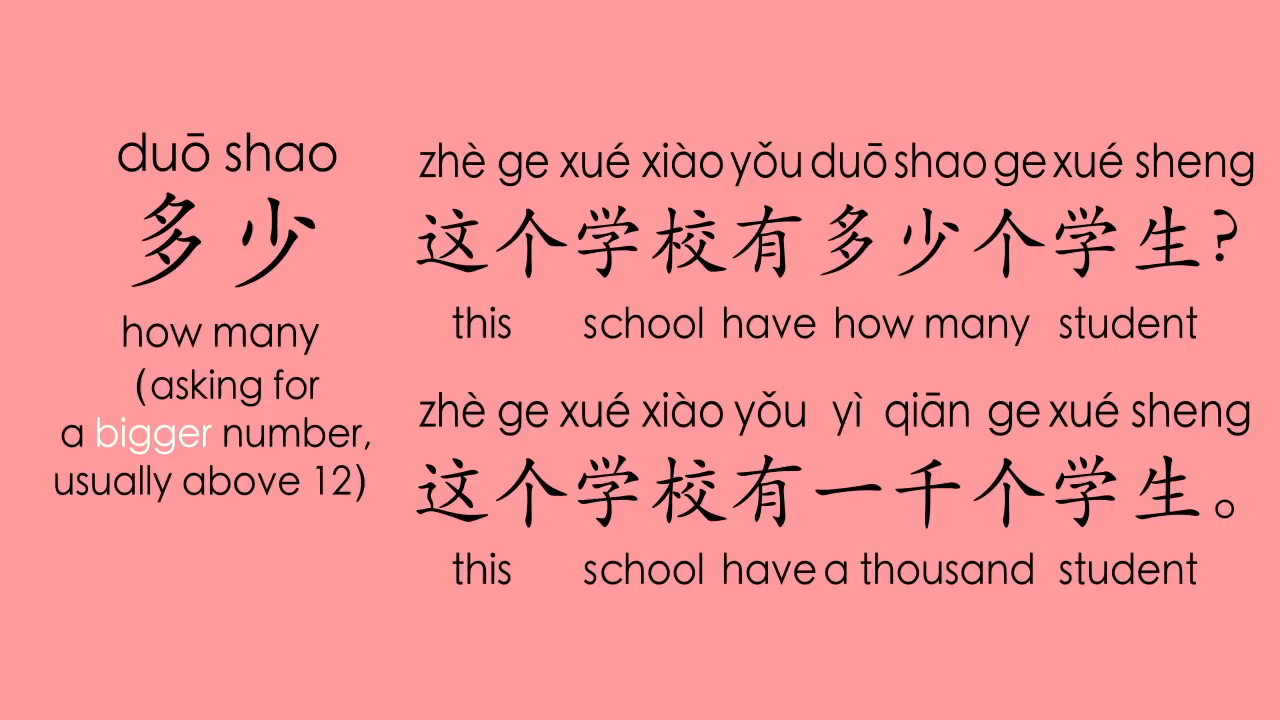 duō shao
多少
how many
(asking for
a bigger number,
usually above 12)
zhè ge xué xiào yǒu duō shao ge xué sheng
这个学校有多少个学生?
this school have how many student
zhè ge xué xiào yǒu yì qiān ge xué sheng
这个学校有一千个学生。
this school have a thousand student